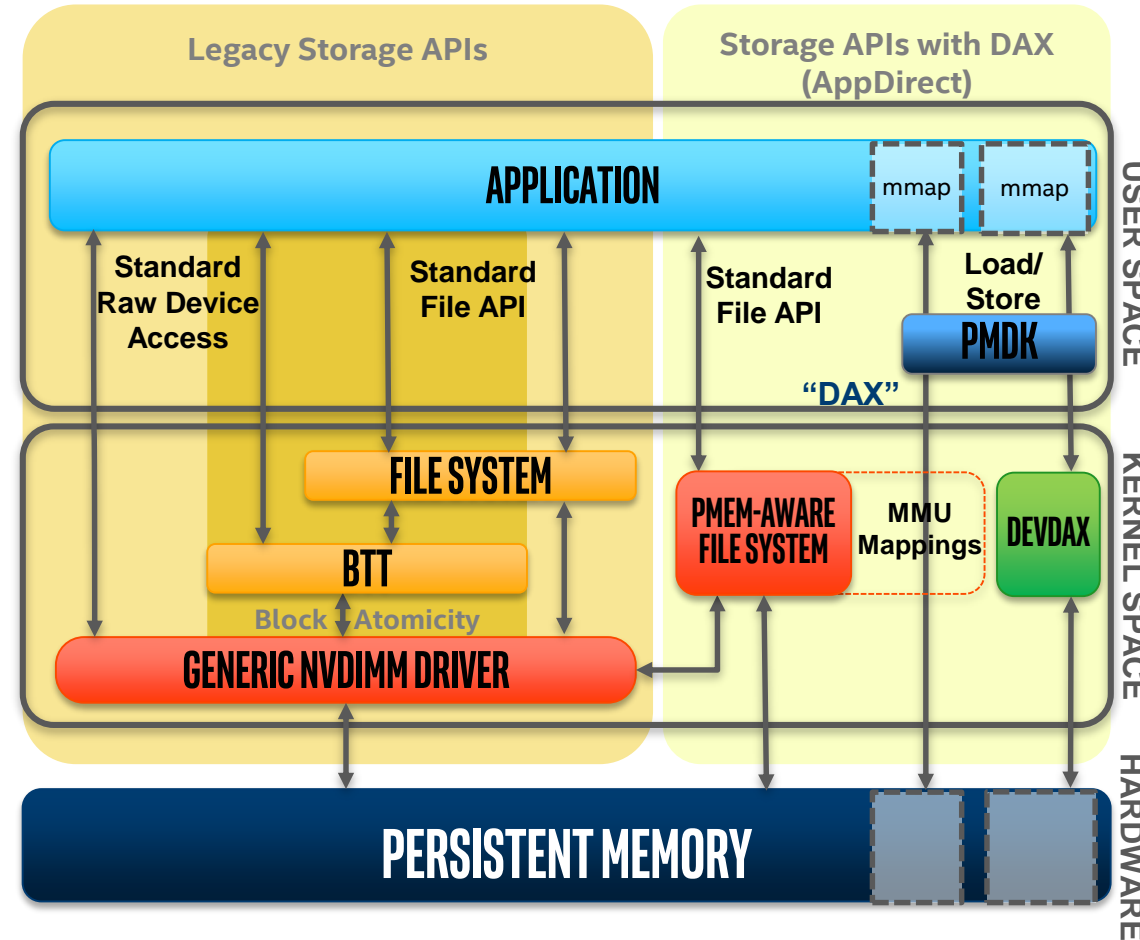 Legacy Storage APIs
Storage APIs with DAX
(AppDirect)
APPLICATION
mmap
mmap
USER SPACE
Standard
Raw Device
Access
Standard
File API
Standard
File API
Load/
Store
PMDK
“DAX”
FILE SYSTEM
PMEM-AWARE
FILE SYSTEM
MMU
Mappings
DEVDAX
KERNEL SPACE
BTT
Block Atomicity
GENERIC NVDIMM DRIVER
PERSISTENT MEMORY
HARDWARE